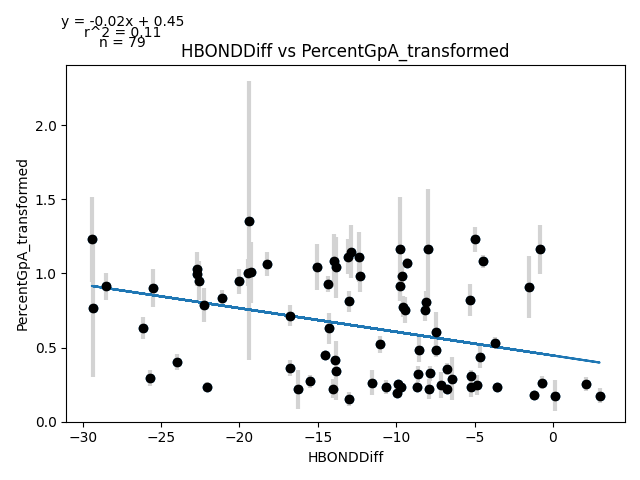 y = -0.02x + 0.45
r^2 = 0.11
n = 79
HBONDDiff vs PercentGpA_transformed
PercentGpA_transformed
2.0
1.5
1.0
0.5
0.0
−30 −25 −20 −15 −10 −5 0
HBONDDiff